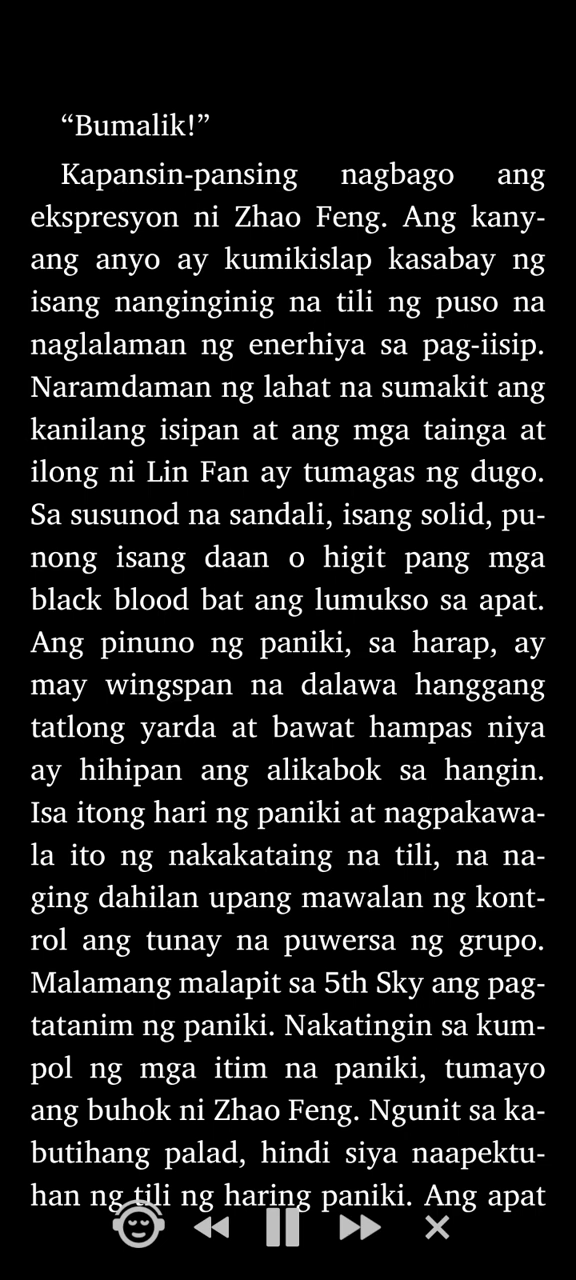 “Bumalik!”
Kapansin-pansing nagbago ang
ekspresyon ni Zhao Feng. Ang kany-
ang anyo ay kumikislap kasabay ng
isang nanginginig na tili ng puso na
naglalaman ng enerhiya sa pag-iisip.
Naramdaman ng lahat na sumakit ang
kanilang isipan at ang mga tainga at
ilong ni Lin Fan ay tumagas ng dugo.
Sa susunod na sandali, isang solid, pu-
nong isang daan o higit pang mga
black blood bat ang lumukso sa apat.
Ang pinuno ng paniki, sa harap, ay
may wingspan na dalawa hanggang
tatlong yarda at bawat hampas niya
ay hihipan ang alikabok sa hangin.
Isa itong hari ng paniki at nagpakawa-
la ito ng nakakataing na tili, na na-
ging dahilan upang mawalan ng kont-
rol ang tunay na puwersa ng grupo.
Malamang malapit sa 5th Sky ang pag-
tatanim ng paniki. Nakatingin sa kum-
pol ng mga itim na paniki, tumayo
ang buhok ni Zhao Feng. Ngunit sa ka-
butihang palad, hindi siya naapektu-
han ng tili ng haring paniki. Ang apat